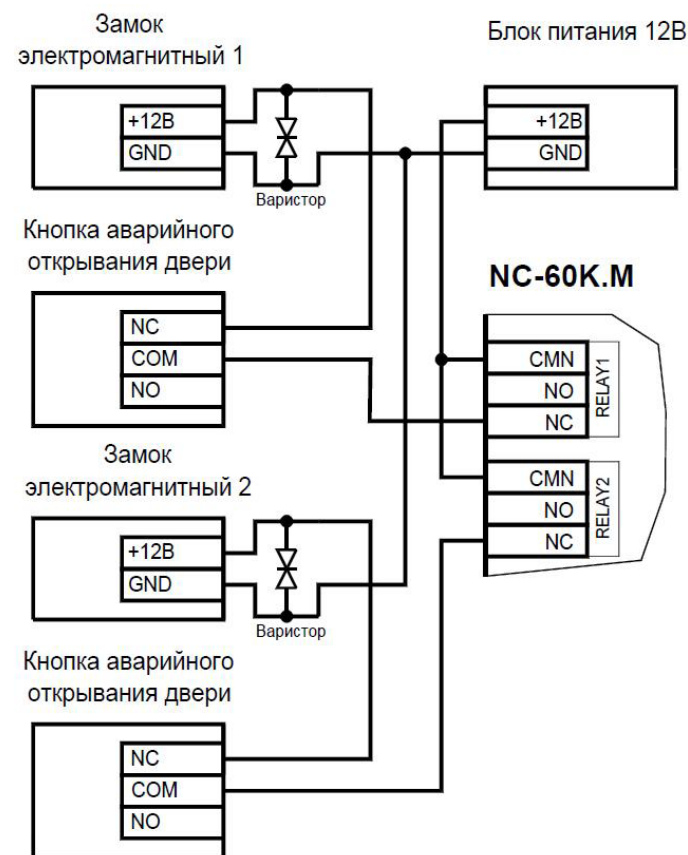 Замок
электромагнитный 1
+12В
GND
Варистор
Блок питания 12В
+12В
GND
Кнопка аварийного
открывания двери
NC
COM
NO
NC-60K.M
CMN
NO
NC
RELAY1
CMN
NO
NC
RELAY2
Замок
электромагнитный 2
+12В
GND
Варистор
Кнопка аварийного
открывания двери
NC
COM
NO